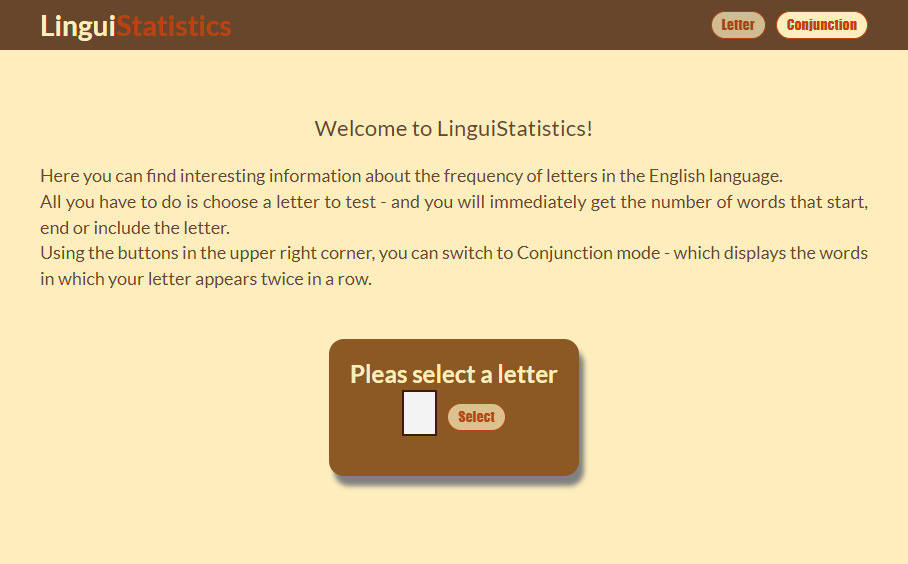 LinguiStatistics
Letter
Conjunction
Welcome to LinguiStatistics!
Here you can find interesting information about the frequency of letters in the English language.
All you have to do is choose a letter to test - and you will immediately get the number of words that start,
end or include the letter.
Using the buttons in the upper right corner, you can switch to Conjunction mode - which displays the words
in which your letter appears twice in a row.
Pleas select a letter
Select